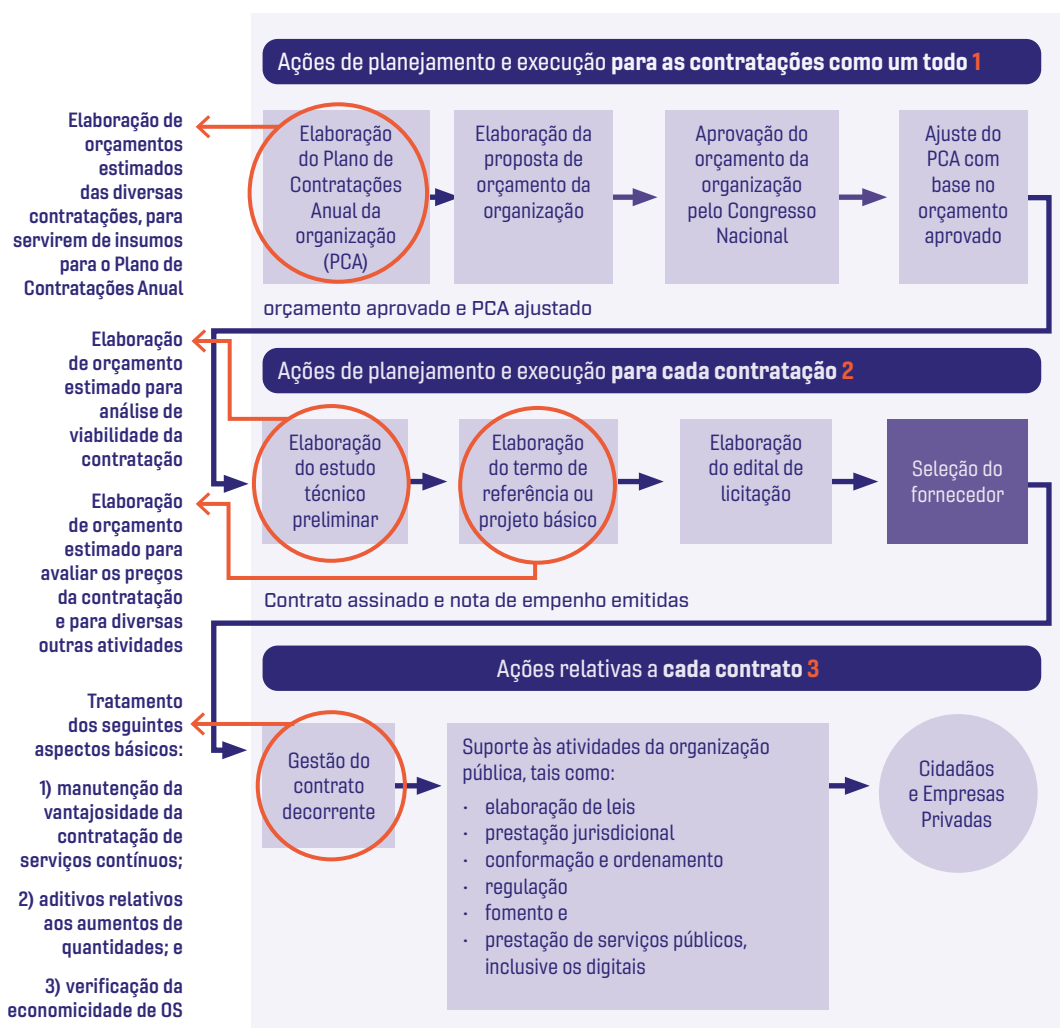 Ações de planejamento e execução para as contratações como um todo 1
Elaboração de
orçamentos
estimados
das diversas
contratações, para
servirem de insumos
para o Plano de
Contratações Anual
Elaboração
do Plano de
Contratações
Anual da
organização
(PCA)
Elaboração da
proposta de
orçamento da
organização
Aprovação do
orçamento da
organização
pelo Congresso
Nacional
Ajuste do
PCA com
base no
orçamento
aprovado
orçamento aprovado e PCA ajustado
Elaboração
de orçamento
estimado para
análise de
viabilidade da
contratação
Ações de planejamento e execução para cada contratação 2
Elaboração
do estudo
técnico
preliminar
Elaboração
do termo de
referência ou
projeto básico
Elaboração
do edital de
licitação
Seleção do
fornecedor
Elaboração
de orçamento
estimado para
avaliar os preços
da contratação
e para diversas
outras atividades
Contrato assinado e nota de empenho emitidas
Ações relativas a cada contrato 3
Tratamento
dos seguintes
aspectos básicos:
1) manutenção da
vantajosidade da
contratação de
serviços contínuos;
2) aditivos relativos
aos aumentos de
quantidades; e
3) verificação da
economicidade de OS
Gestão do
contrato
decorrente
Suporte às atividades da organização
pública, tais como:
· elaboração de leis
· prestação jurisdicional
· conformação e ordenamento
· regulação
· fomento e
· prestação de serviços públicos,
inclusive os digitais
Cidadãos
e Empresas
Privadas